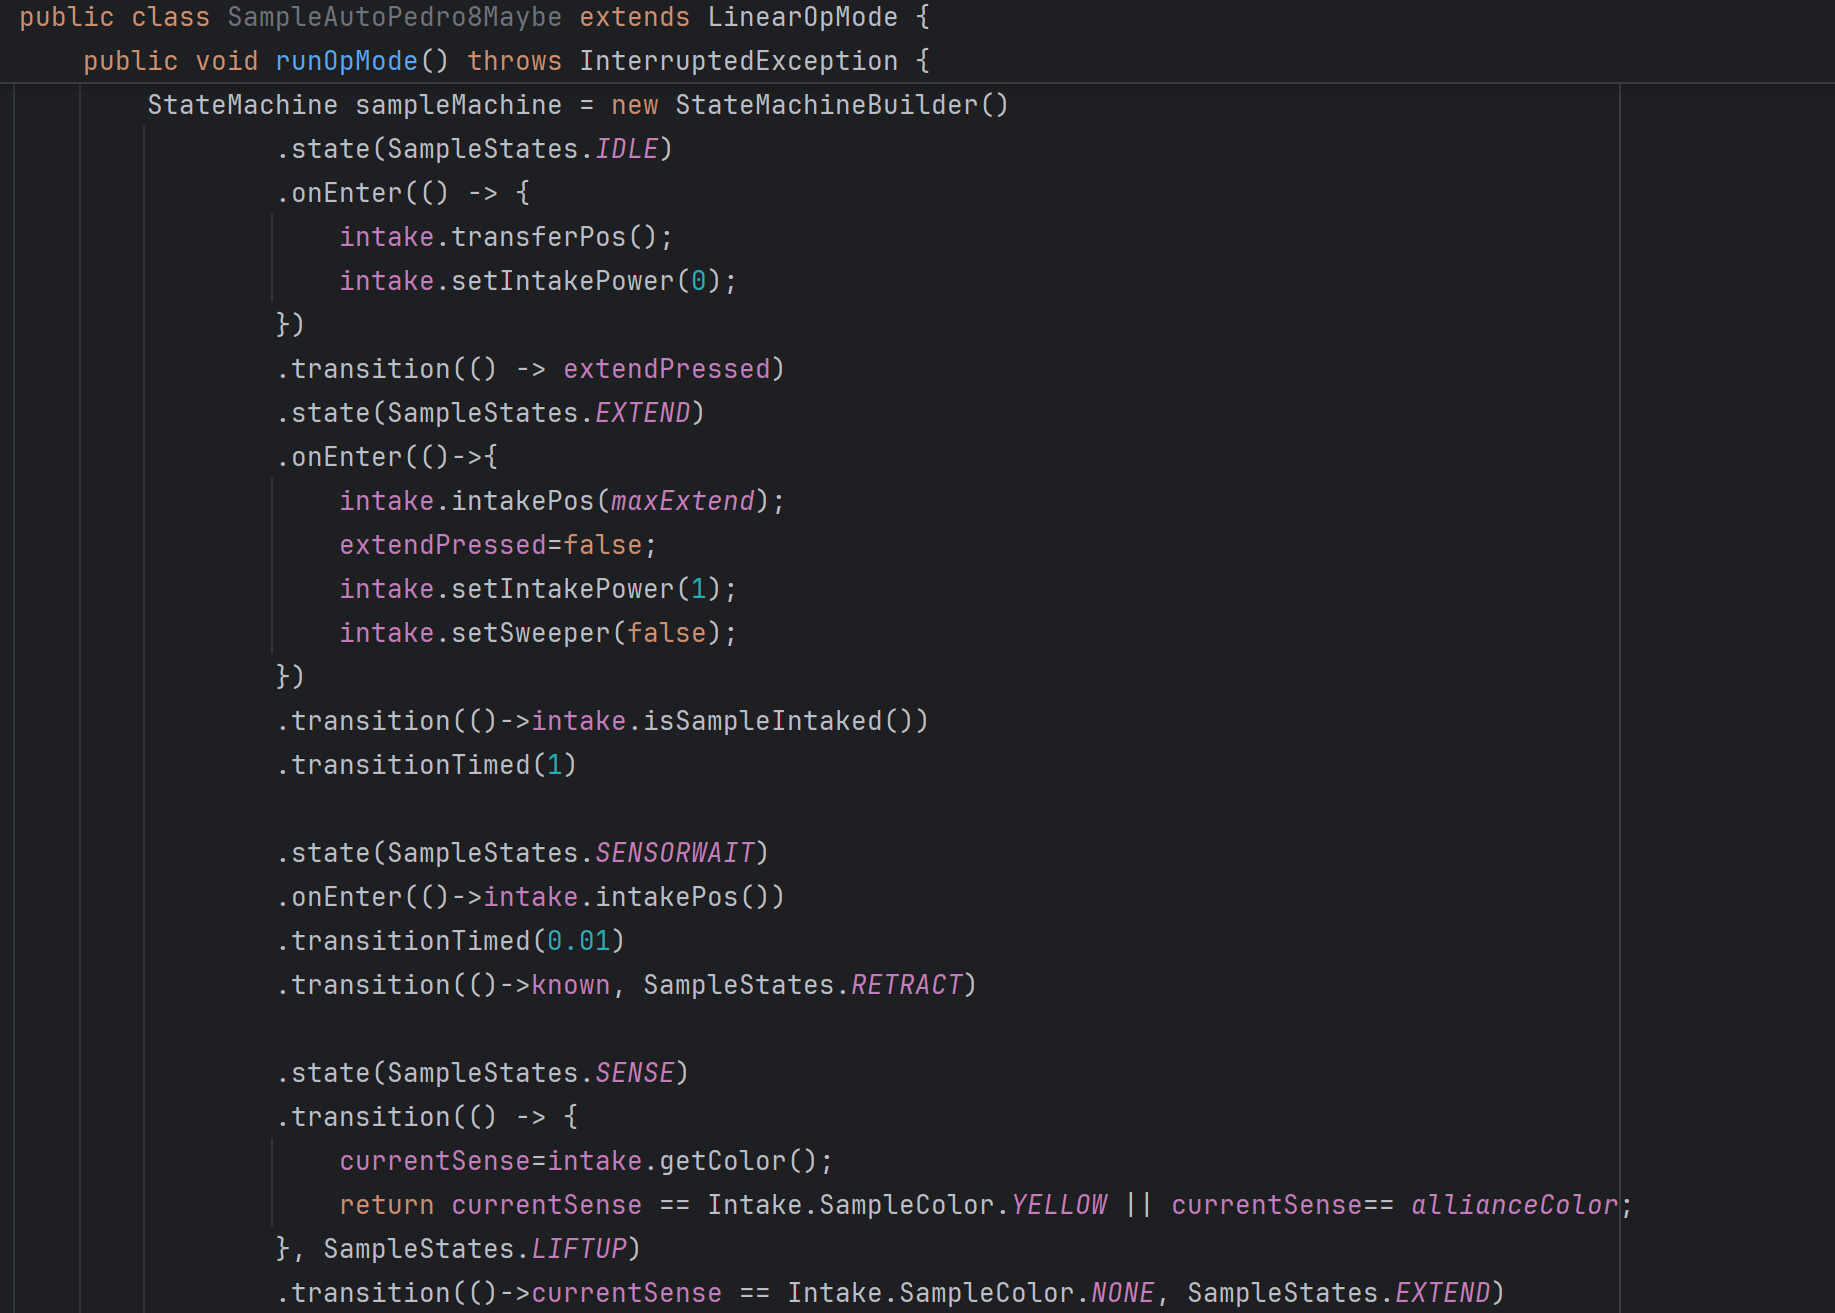 public class SampleAutoPedro8Maybe extends LinearOpMode {
    public void runOpMode() throws InterruptedException {
        StateMachine sampleMachine = new StateMachineBuilder()
                .state(SampleStates.IDLE)
                .onEnter(() -> {
                    intake.transferPos();
                    intake.setIntakePower(0);
                })
                .transition(() -> extendPressed)
                .state(SampleStates.EXTEND)
                .onEnter(()->{
                    intake.intakePos(maxExtend);
                    extendPressed=false;
                    intake.setIntakePower(1);
                    intake.setSweeper(false);
                })
                .transition(()->intake.isSampleIntaked())
                .transitionTimed(1)

                .state(SampleStates.SENSORWAIT)
                .onEnter(()->intake.intakePos())
                .transitionTimed(0.01)
                .transition(()->known, SampleStates.RETRACT)

                .state(SampleStates.SENSE)
                .transition(() -> {
                    currentSense=intake.getColor();
                    return currentSense == Intake.SampleColor.YELLOW || currentSense== allianceColor;
                }, SampleStates.LIFTUP)
                .transition(()->currentSense == Intake.SampleColor.NONE, SampleStates.EXTEND)